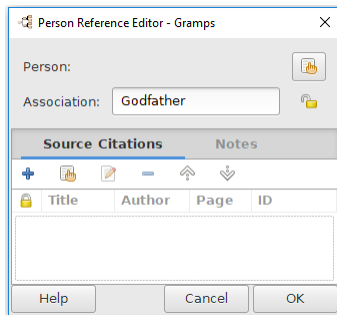 Person Reference Editor - Gramps
Person:
Association: Godfather
Source Citations Notes
Title Author Page ID
Help Cancel OK